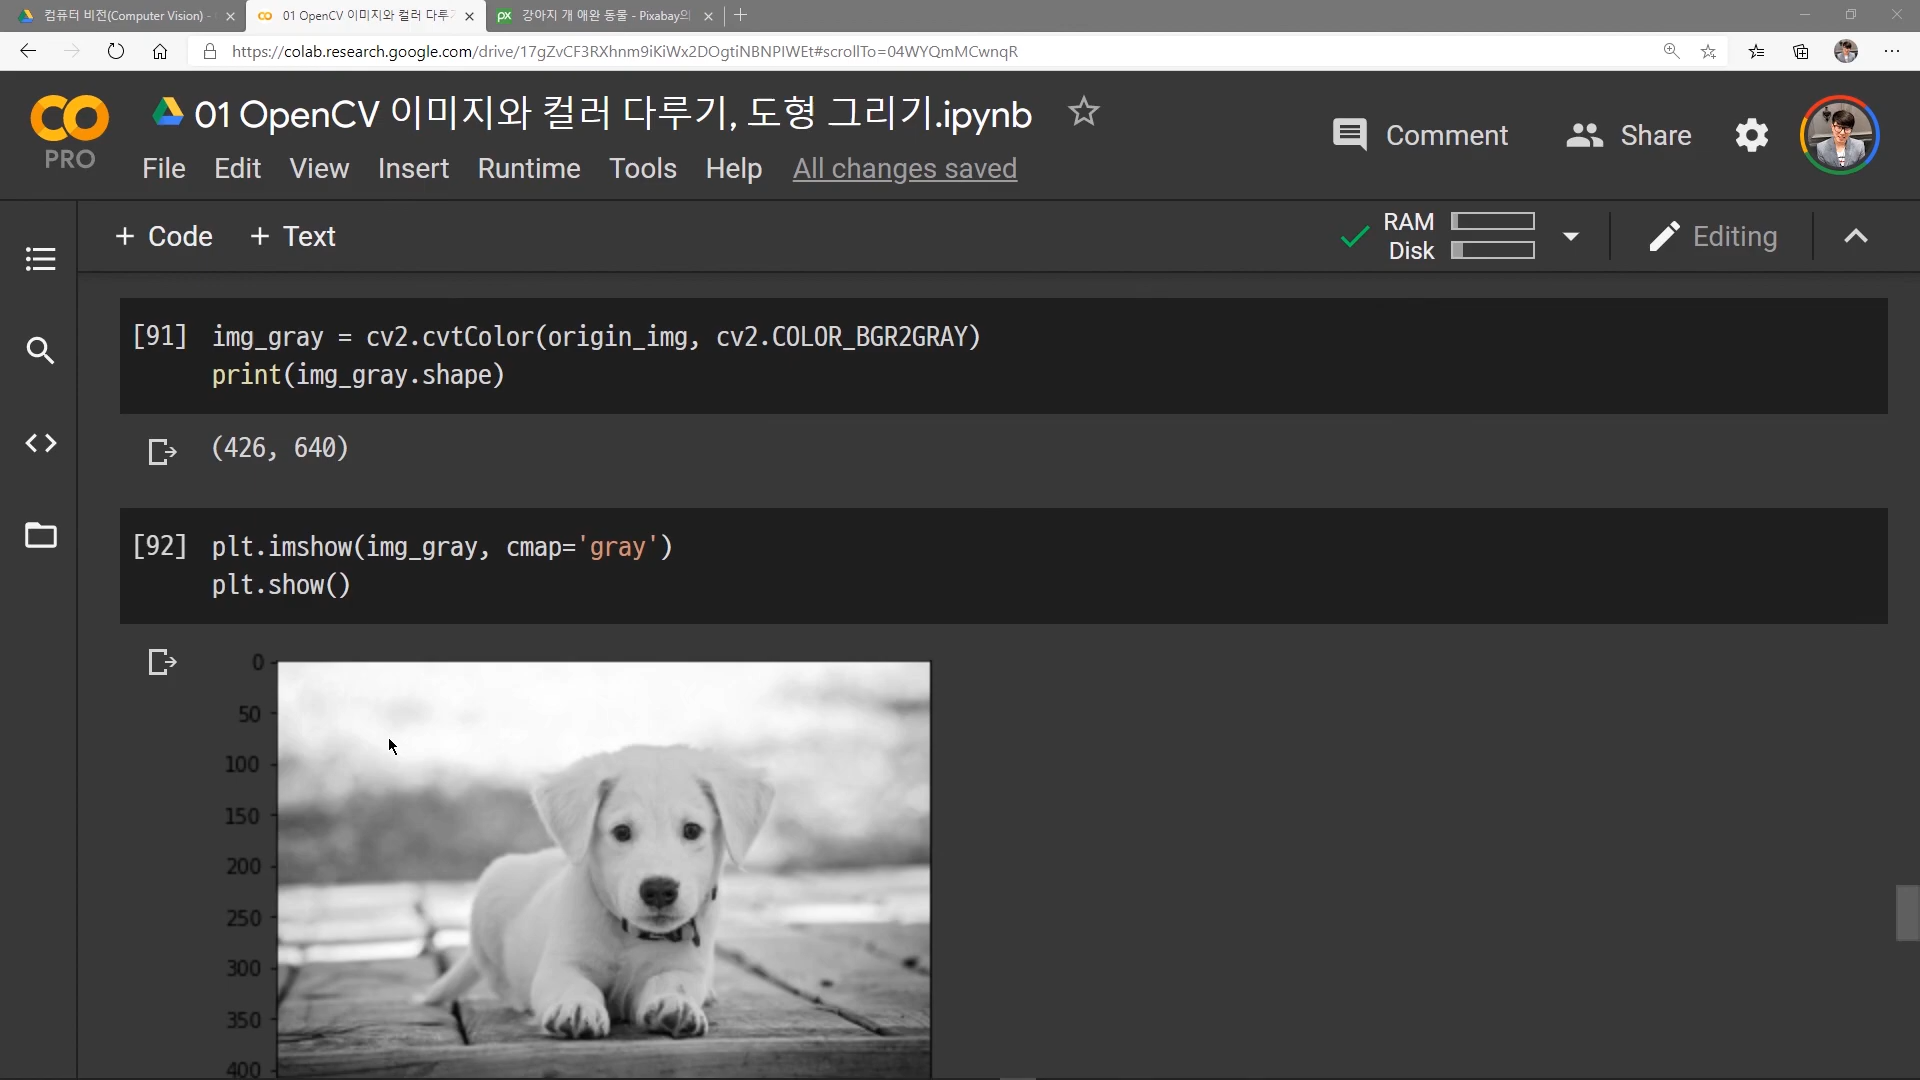 컴퓨터 비전(Computer Vision) -
01 OpenCV 이미지와 컬러 다루기
강아지 개 애완 동물 - Pixabay의
https://colab.research.google.com/drive/17gZvCF3RXhnm9iKiWx2DOgtiNBNPIWEt#scrollTo=04WYQmMCwnqR
CO
PRO
01 OpenCV 이미지와 컬러 다루기, 도형 그리기.ipynb
Comment
Share
File Edit View Insert Runtime Tools Help All changes saved
+ Code + Text
RAM
Disk
Editing
[91] img_gray = cv2.cvtColor(origin_img, cv2.COLOR_BGR2GRAY)
print(img_gray.shape)
(426, 640)
[92] plt.imshow(img_gray, cmap='gray')
plt.show()
0
50
100
150
200
250
300
350
400